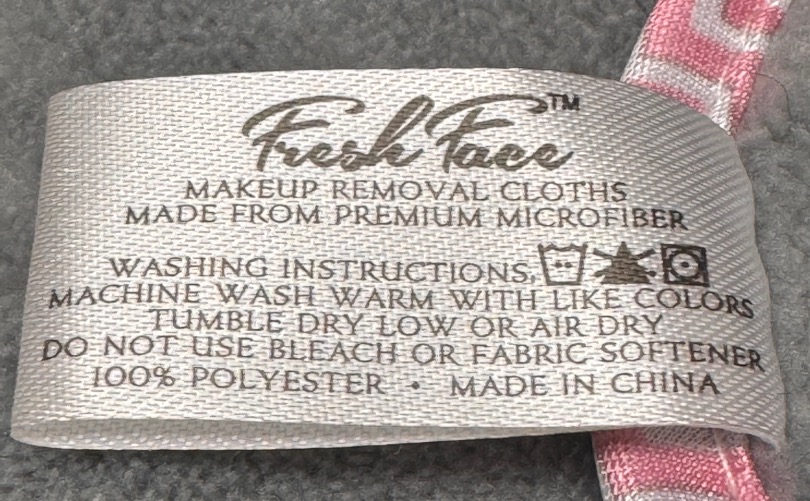 Fresh Face™
MAKEUP REMOVAL CLOTHS
MADE FROM PREMIUM MICROFIBER
WASHING INSTRUCTIONS,
MACHINE WASH WARM WITH LIKE COLORS
TUMBLE DRY LOW OR AIR DRY
DO NOT USE BLEACH OR FABRIC SOFTENER
100% POLYESTER • MADE IN CHINA